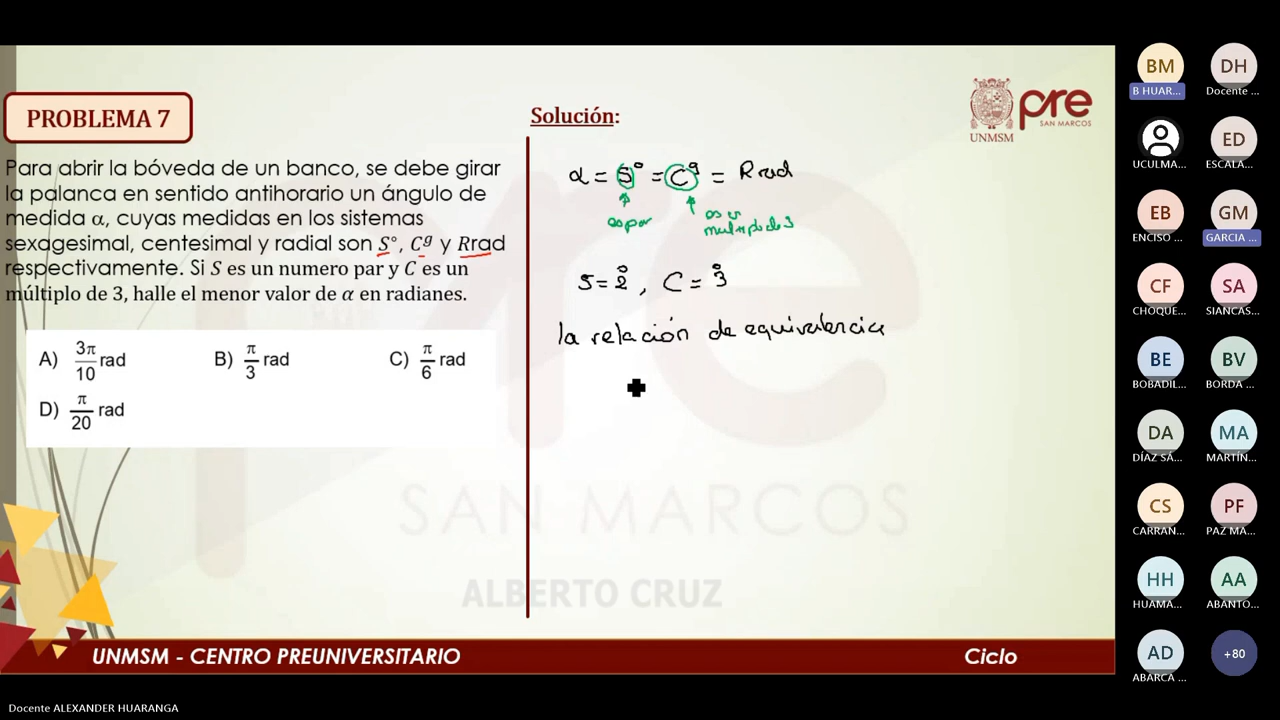 PROBLEMA 7
Para abrir la bóveda de un banco, se debe girar
la palanca en sentido antihorario un ángulo de
medida α, cuyas medidas en los sistemas
sexagesimal, centesimal y radial son S°, Cᵍ y Rrad
respectivamente. Si S es un numero par y C es un
múltiplo de 3, halle el menor valor de α en radianes.
A) 3π/10 rad B) π/3 rad C) π/6 rad
D) π/20 rad
Solución:
α = S° = Cᵍ = R rad
es par
es un
multiplo de 3
S = 2̊ , C = 3̊
la relación de equivalencia
UNMSM
pre
SAN MARCOS
pre
SAN MARCOS
ALBERTO CRUZ
UNMSM - CENTRO PREUNIVERSITARIO
Ciclo
Docente ALEXANDER HUARANGA
BM
B HUAR...
DH
Docente ...
UCULMA...
ED
ESCALA...
EB
ENCISO ...
GM
GARCIA ...
CF
CHOQUE...
SA
SIANCAS...
BE
BOBADIL...
BV
BORDA ...
DA
DÍAZ SÁ...
MA
MARTÍN...
CS
CARRAN...
PF
PAZ MA...
HH
HUAMA...
AA
ABANTO...
AD
ABARCA ...
+80